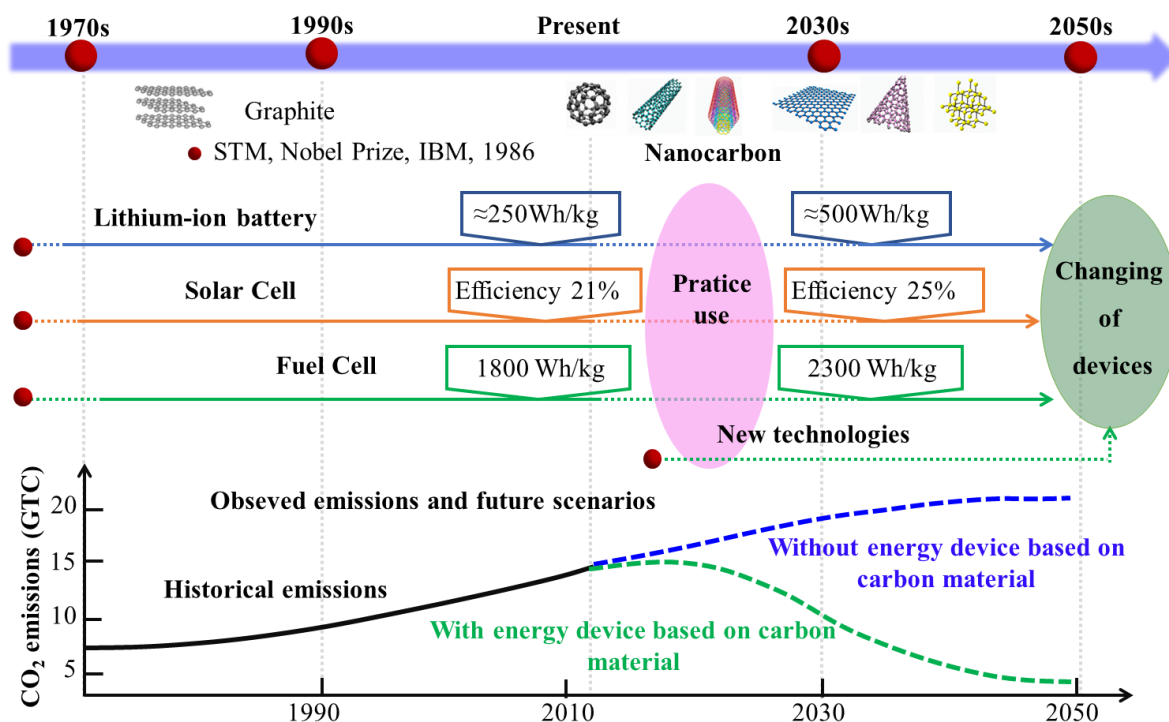 1970s
1990s
Present
2030s
2050s
Graphite
STM, Nobel Prize, IBM, 1986
Nanocarbon
Lithium-ion battery
≈250Wh/kg
≈500Wh/kg
Solar Cell
Efficiency 21%
Pratice
use
Efficiency 25%
Changing
of
devices
Fuel Cell
1800 Wh/kg
2300 Wh/kg
New technologies
CO₂ emissions (GTC)
20
15
10
5
Obseved emissions and future scenarios
Without energy device based on
carbon material
Historical emissions
With energy device based on carbon
material
1990
2010
2030
2050